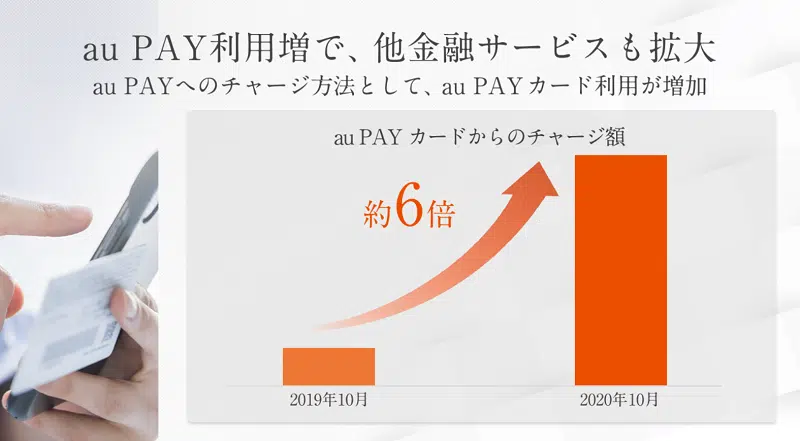 au PAY利用増で、他金融サービスも拡大
au PAYへのチャージ方法として、au PAYカード利用が増加
au PAY カードからのチャージ額
約6倍
2019年10月
2020年10月